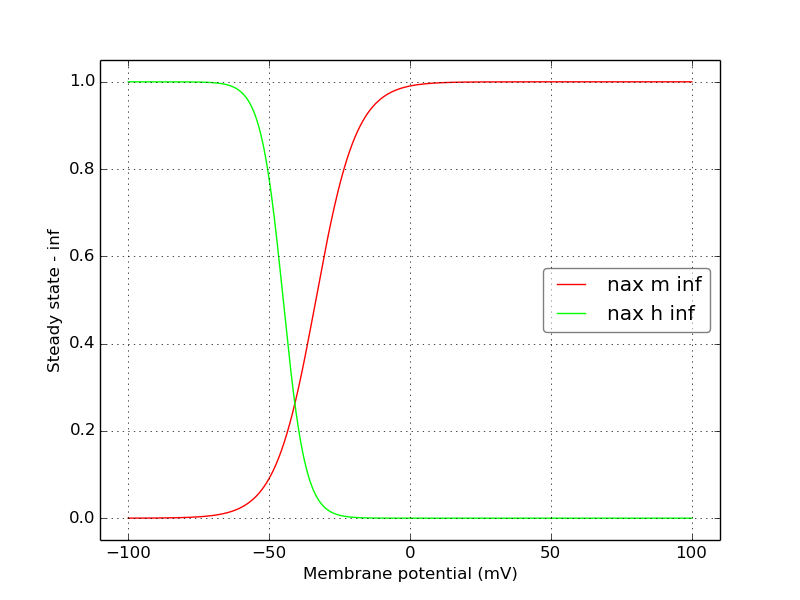 1.0
0.8
0.6
0.4
0.2
0.0
Steady state - inf
nax m inf
nax h inf
−100
−50
0
50
100
Membrane potential (mV)